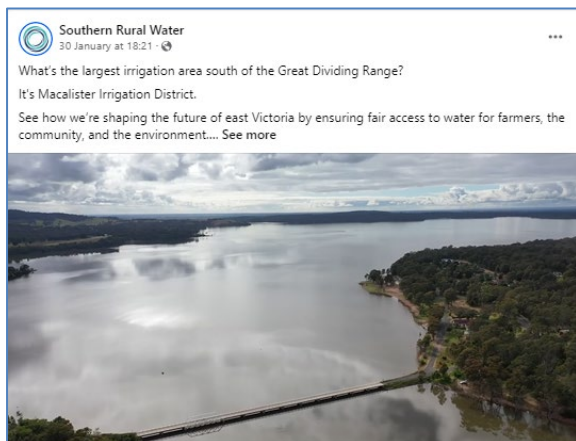 Southern Rural Water
30 January at 18:21 ·
What's the largest irrigation area south of the Great Dividing Range?
It's Macalister Irrigation District.
See how we're shaping the future of east Victoria by ensuring fair access to water for farmers, the
community, and the environment.... See more